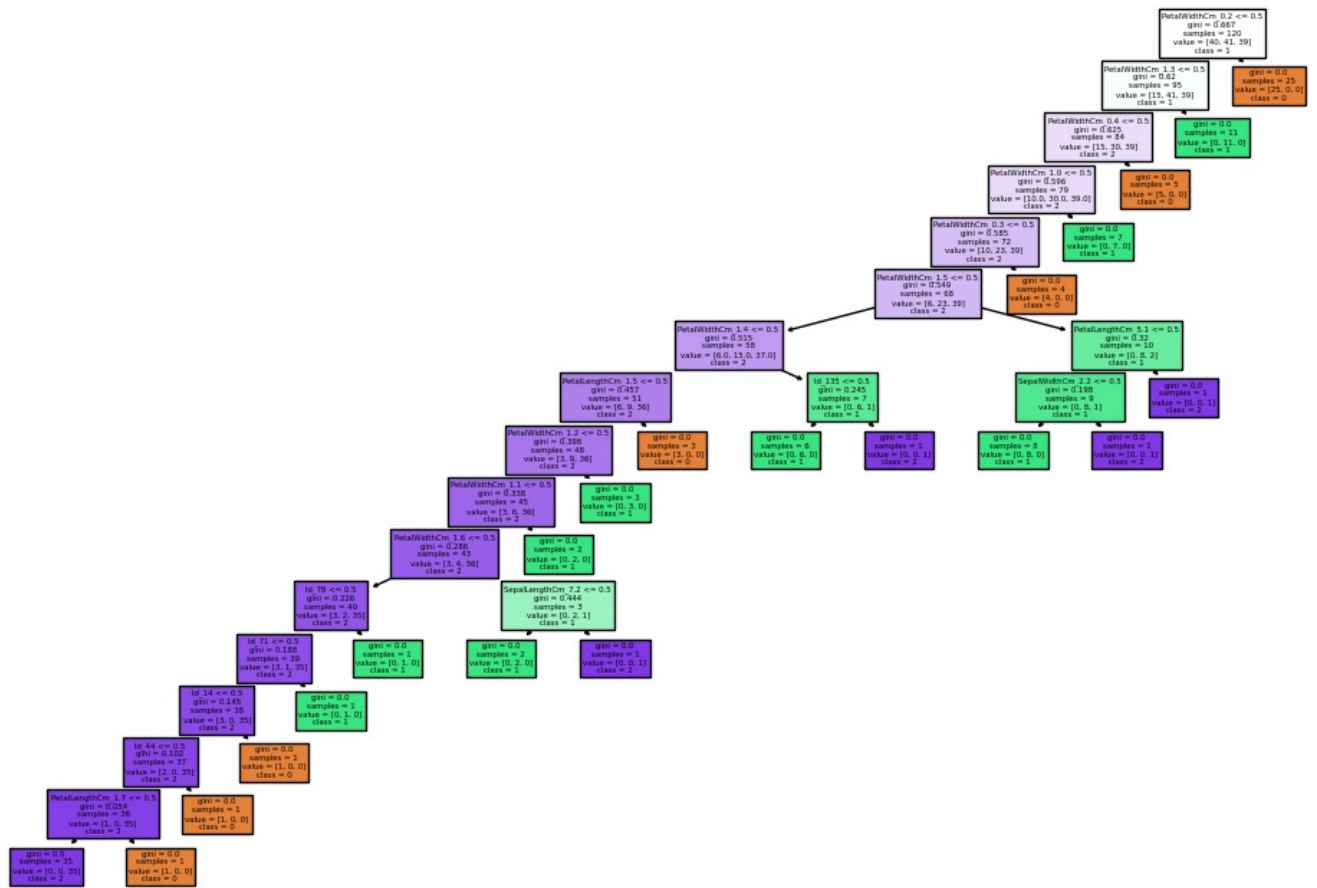 PetalWidthCm_0.2 <= 0.5
gini = 0.667
samples = 120
value = [40, 41, 39]
class = 1
PetalWidthCm_1.3 <= 0.5
gini = 0.62
samples = 95
value = [15, 41, 39]
class = 1
gini = 0.0
samples = 25
value = [25, 0, 0]
class = 0
PetalWidthCm_0.4 <= 0.5
gini = 0.625
samples = 84
value = [15, 30, 39]
class = 2
gini = 0.0
samples = 11
value = [0, 11, 0]
class = 1
PetalWidthCm_1.0 <= 0.5
gini = 0.596
samples = 79
value = [10.0, 30.0, 39.0]
class = 2
gini = 0.0
samples = 5
value = [5, 0, 0]
class = 0
PetalWidthCm_0.3 <= 0.5
gini = 0.585
samples = 72
value = [10, 23, 39]
class = 2
gini = 0.0
samples = 7
value = [0, 7, 0]
class = 1
PetalWidthCm_1.5 <= 0.5
gini = 0.549
samples = 68
value = [6, 23, 39]
class = 2
gini = 0.0
samples = 4
value = [4, 0, 0]
class = 0
PetalWidthCm_1.4 <= 0.5
gini = 0.515
samples = 58
value = [6.0, 15.0, 37.0]
class = 2
PetalLengthCm_5.1 <= 0.5
gini = 0.32
samples = 10
value = [0, 8, 2]
class = 1
PetalLengthCm_1.5 <= 0.5
gini = 0.457
samples = 51
value = [6, 9, 36]
class = 2
Id_135 <= 0.5
gini = 0.245
samples = 7
value = [0, 6, 1]
class = 1
SepalWidthCm_2.2 <= 0.5
gini = 0.198
samples = 9
value = [0, 8, 1]
class = 1
gini = 0.0
samples = 1
value = [0, 0, 1]
class = 2
PetalWidthCm_1.2 <= 0.5
gini = 0.398
samples = 48
value = [3, 9, 36]
class = 2
gini = 0.0
samples = 3
value = [3, 0, 0]
class = 0
gini = 0.0
samples = 6
value = [0, 6, 0]
class = 1
gini = 0.0
samples = 1
value = [0, 0, 1]
class = 2
gini = 0.0
samples = 8
value = [0, 8, 0]
class = 1
gini = 0.0
samples = 1
value = [0, 0, 1]
class = 2
PetalWidthCm_1.1 <= 0.5
gini = 0.338
samples = 45
value = [3, 6, 36]
class = 2
gini = 0.0
samples = 3
value = [0, 3, 0]
class = 1
PetalWidthCm_1.6 <= 0.5
gini = 0.286
samples = 43
value = [3, 4, 36]
class = 2
gini = 0.0
samples = 2
value = [0, 2, 0]
class = 1
Id_78 <= 0.5
gini = 0.226
samples = 40
value = [3, 2, 35]
class = 2
SepalLengthCm_7.2 <= 0.5
gini = 0.444
samples = 3
value = [0, 2, 1]
class = 1
Id_71 <= 0.5
gini = 0.188
samples = 39
value = [3, 1, 35]
class = 2
gini = 0.0
samples = 1
value = [0, 1, 0]
class = 1
gini = 0.0
samples = 2
value = [0, 2, 0]
class = 1
gini = 0.0
samples = 1
value = [0, 0, 1]
class = 2
Id_14 <= 0.5
gini = 0.145
samples = 38
value = [3, 0, 35]
class = 2
gini = 0.0
samples = 1
value = [0, 1, 0]
class = 1
Id_44 <= 0.5
gini = 0.102
samples = 37
value = [2, 0, 35]
class = 2
gini = 0.0
samples = 1
value = [1, 0, 0]
class = 0
PetalLengthCm_1.7 <= 0.5
gini = 0.054
samples = 36
value = [1, 0, 35]
class = 2
gini = 0.0
samples = 1
value = [1, 0, 0]
class = 0
gini = 0.0
samples = 35
value = [0, 0, 35]
class = 2
gini = 0.0
samples = 1
value = [1, 0, 0]
class = 0